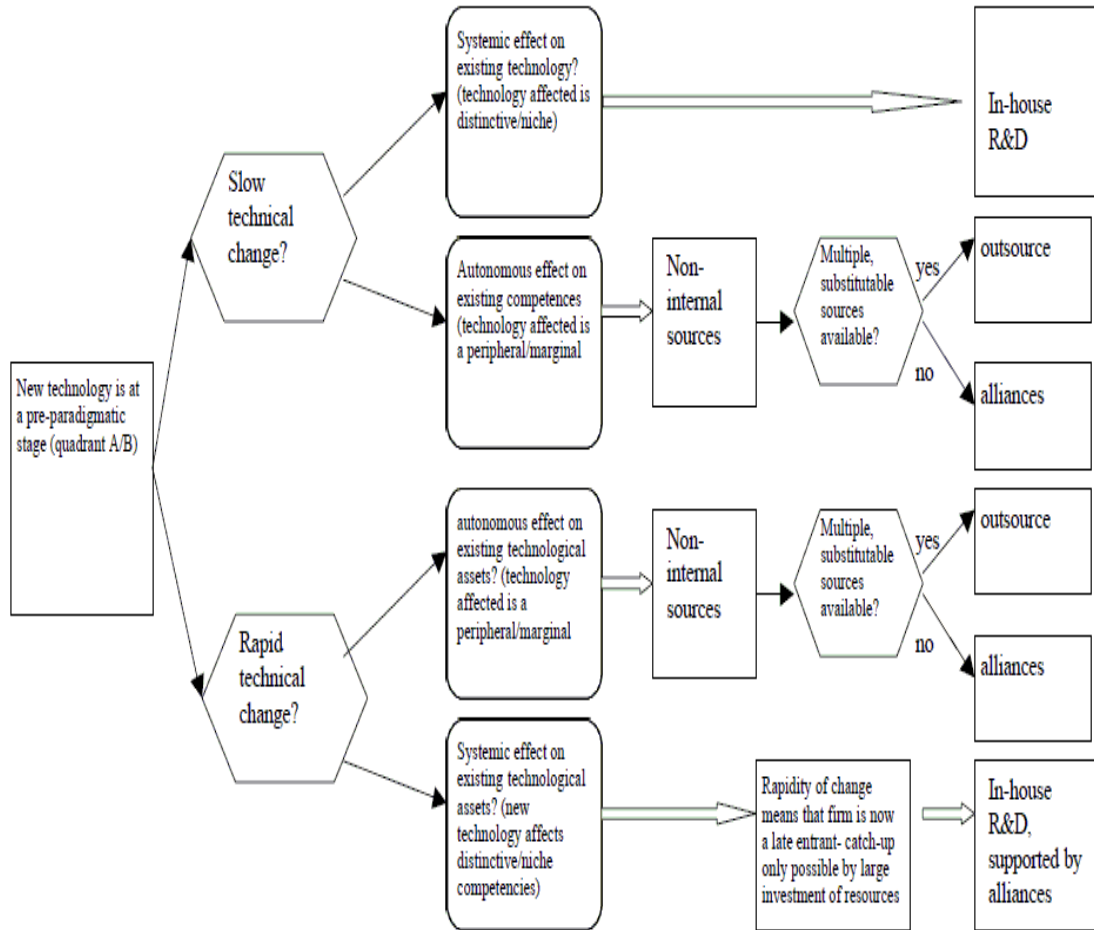 New technology is at
a pre-paradigmatic
stage (quadrant A/B)
Slow
technical
change?
Systemic effect on
existing technology?
(technology affected is
distinctive/niche)
In-house
R&D
Autonomous effect on
existing competences
(technology affected is
a peripheral/marginal
Non-
internal
sources
Multiple,
substitutable
sources
available?
yes
outsource
no
alliances
Rapid
technical
change?
autonomous effect on
existing technological
assets? (technology
affected is a
peripheral/marginal
Non-
internal
sources
Multiple,
substitutable
sources
available?
yes
outsource
no
alliances
Systemic effect on
existing technological
assets? (new
technology affects
distinctive/niche
competencies)
Rapidity of change
means that firm is now
a late entrant- catch-up
only possible by large
investment of resources
In-house
R&D,
supported by
alliances